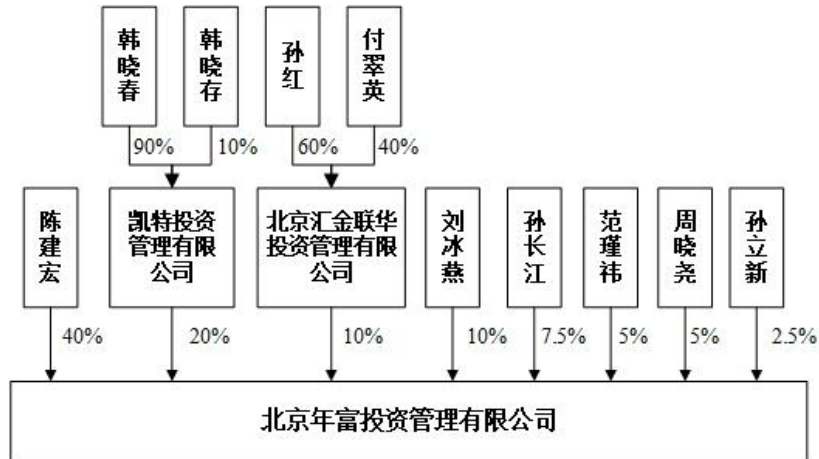 韩晓春
韩晓存
孙红
付翠英
90%
10%
60%
40%
陈建宏
凯特投资
管理有限
公司
北京汇金联华
投资管理有限
公司
刘冰燕
孙长江
范瑾祎
周晓尧
孙立新
40%
20%
10%
10%
7.5%
5%
5%
2.5%
北京年富投资管理有限公司